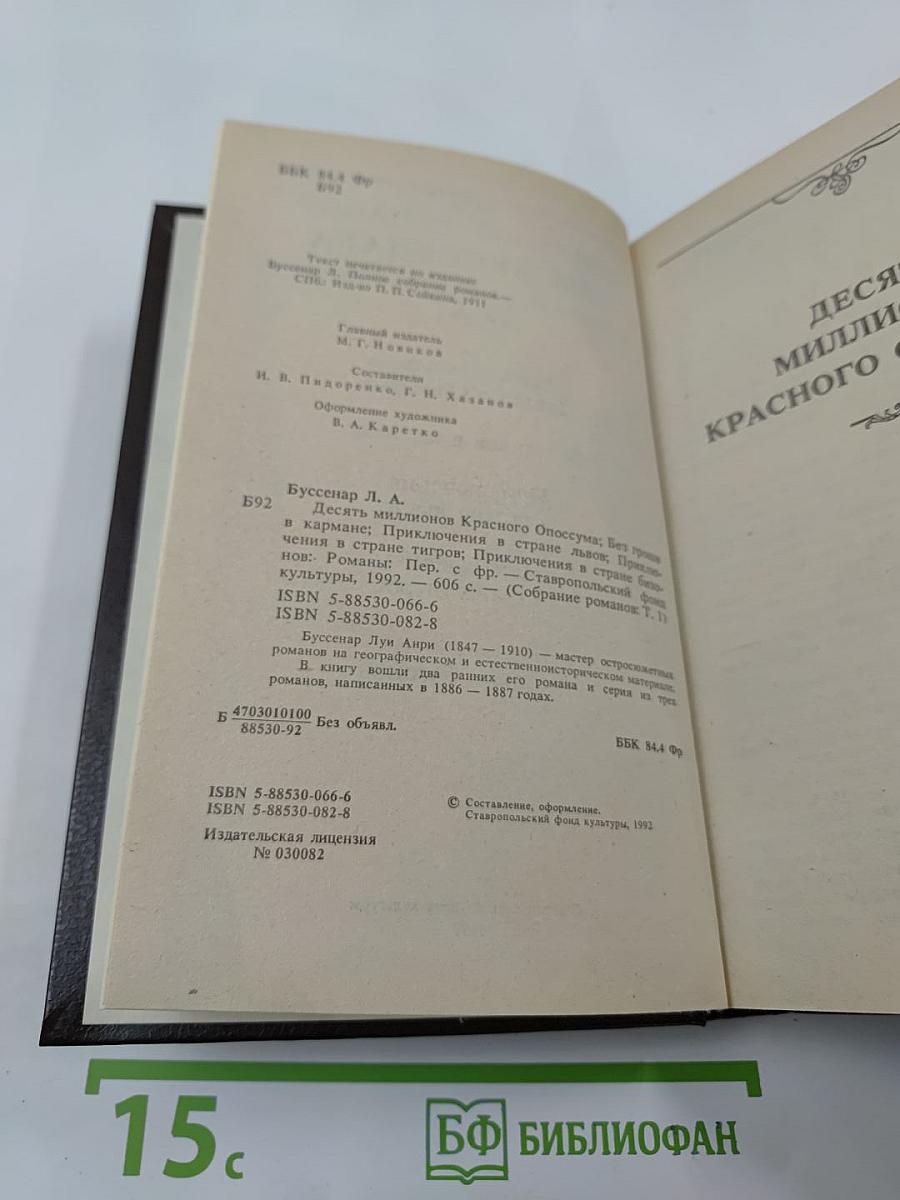 ББК 84.4 Фр
Б92
Текст печатается по изданию
Буссенар Л. Полное собрание романов.—
СПб.: Изд-во П. П. Сойкина, 1911
Главный издатель
М. Г. Новиков
Составители
И. В. Пидоренко, Г. Н. Хазанов
Оформление художника
В. А. Каретко
Буссенар Л. А.
Б92 Десять миллионов Красного Опоссума; Без гроша
в кармане; Приключения в стране львов; Приклю-
чения в стране тигров; Приключения в стране бизо-
нов: Романы: Пер. с фр. — Ставропольский фонд
культуры, 1992. — 606 с. — (Собрание романов: Т. 1)
ISBN 5-88530-066-6
ISBN 5-88530-082-8
Буссенар Луи Анри (1847 — 1910) — мастер остросюжетных
романов на географическом и естественноисторическом материале.
В книгу вошли два ранних его романа и серия из трех
романов, написанных в 1886 — 1887 годах.
Б 4703010100 Без объявл.
88530-92
ББК 84.4 Фр
ISBN 5-88530-066-6
ISBN 5-88530-082-8
Издательская лицензия
№ 030082
© Составление, оформление.
Ставропольский фонд культуры, 1992
ДЕСЯТ
МИЛЛИО
КРАСНОГО
15 с
БФ БИБЛИОФАН